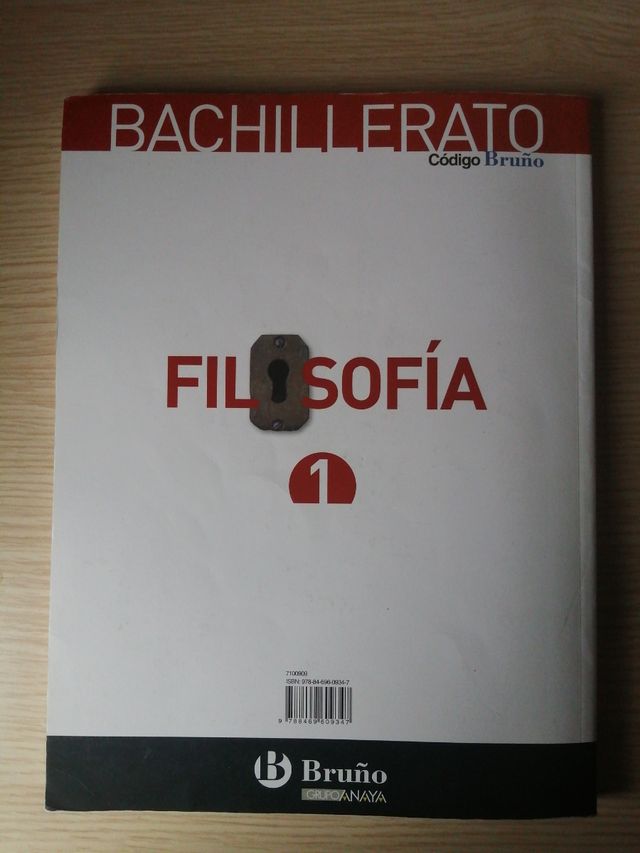 BACHILLERATO
Código Bruño
FIL SOFÍA
1
7100909
ISBN: 978-84-696-0934-7
9 788469 609347
B Bruño
GRUPO ANAYA